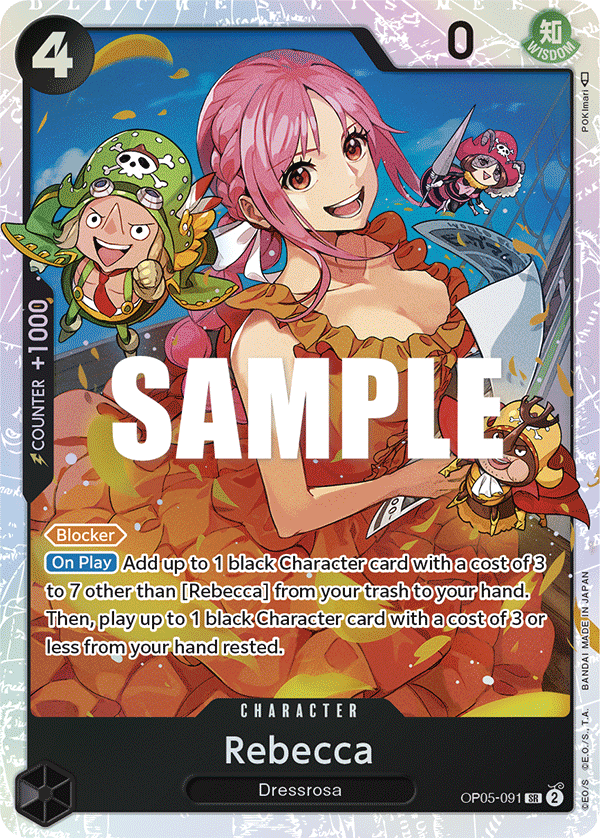 4
0
知
WISDOM
POKImari
COUNTER +1000
SAMPLE
Blocker
On Play Add up to 1 black Character card with a cost of 3
to 7 other than [Rebecca] from your trash to your hand.
Then, play up to 1 black Character card with a cost of 3 or
less from your hand rested.
CHARACTER
Rebecca
Dressrosa
OP05-091 SR 2
©E.O/S ©E.O./S., T.A. BANDAI MADE IN JAPAN